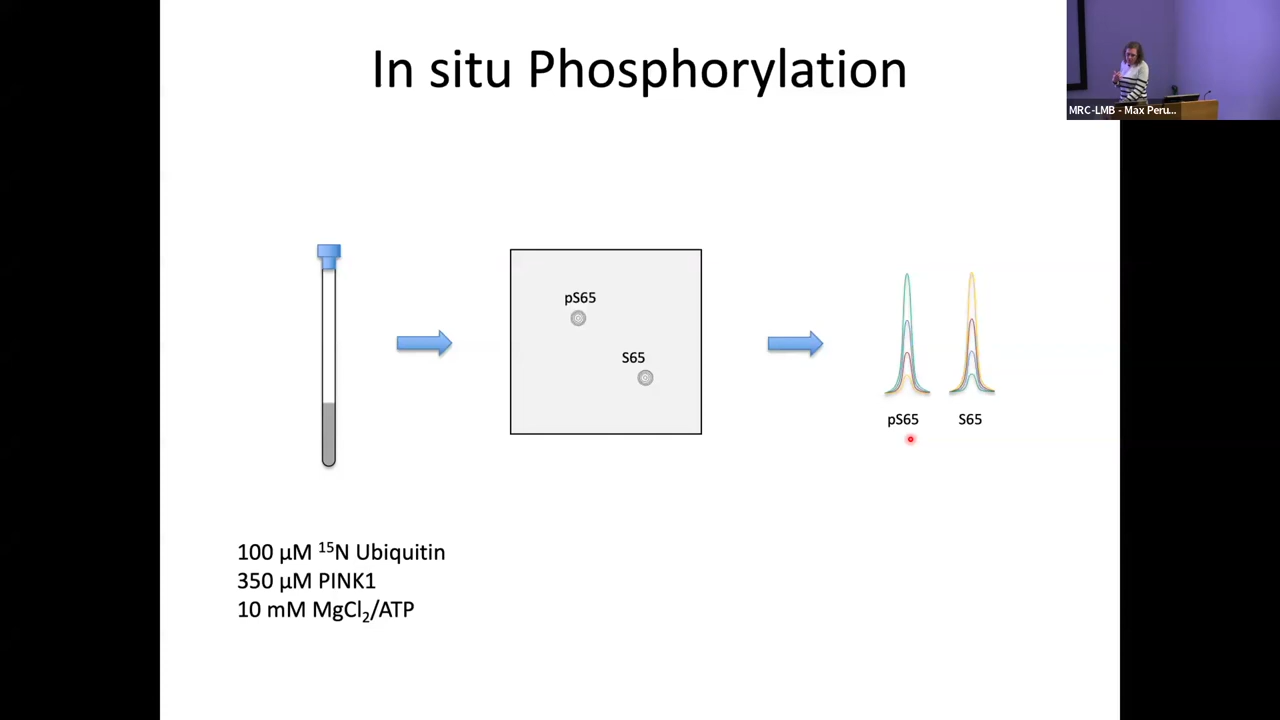 In situ Phosphorylation
MRC-LMB - Max Peru...
pS65
S65
pS65
S65
100 µM ¹⁵N Ubiquitin
350 µM PINK1
10 mM MgCl₂/ATP